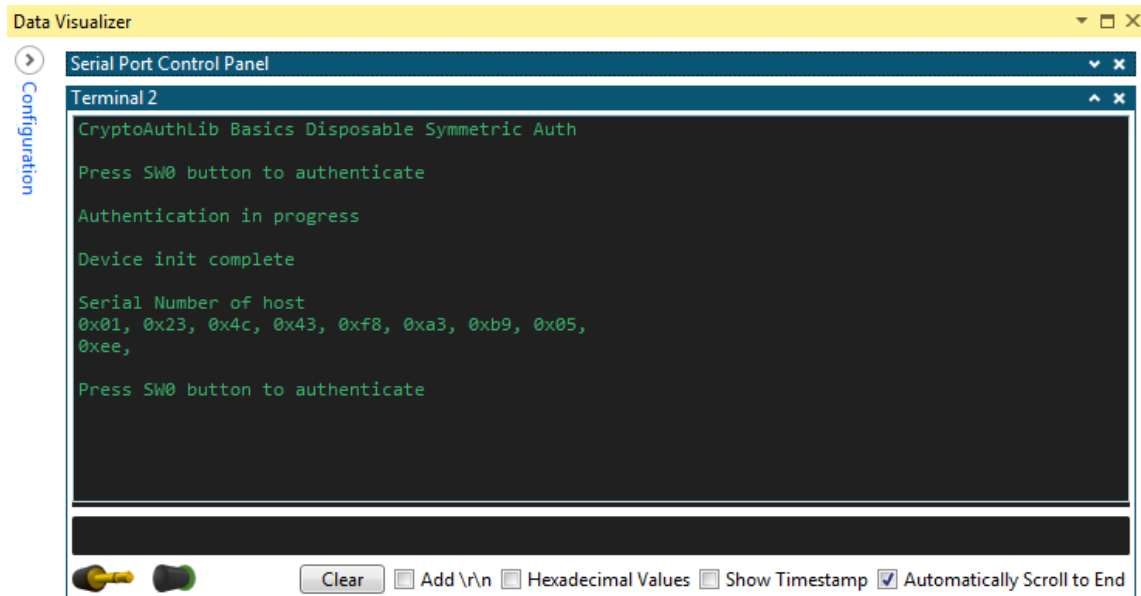 Data Visualizer
Configuration
Serial Port Control Panel
Terminal 2
CryptoAuthLib Basics Disposable Symmetric Auth
Press SW0 button to authenticate
Authentication in progress
Device init complete
Serial Number of host
0x01, 0x23, 0x4c, 0x43, 0xf8, 0xa3, 0xb9, 0x05,
0xee,
Press SW0 button to authenticate
Clear Add \r\n Hexadecimal Values Show Timestamp Automatically Scroll to End